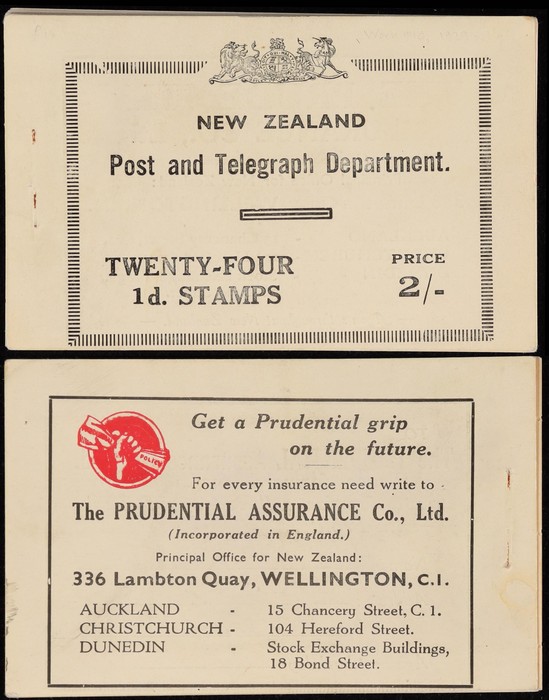 NEW ZEALAND
Post and Telegraph Department.
TWENTY-FOUR
1d. STAMPS
PRICE
2/-
POLICY
Get a Prudential grip
on the future.
For every insurance need write to -
The PRUDENTIAL ASSURANCE Co., Ltd.
(Incorporated in England.)
Principal Office for New Zealand:
336 Lambton Quay, WELLINGTON, C.1.
AUCKLAND - 15 Chancery Street, C. 1.
CHRISTCHURCH - 104 Hereford Street.
DUNEDIN - Stock Exchange Buildings,
18 Bond Street.